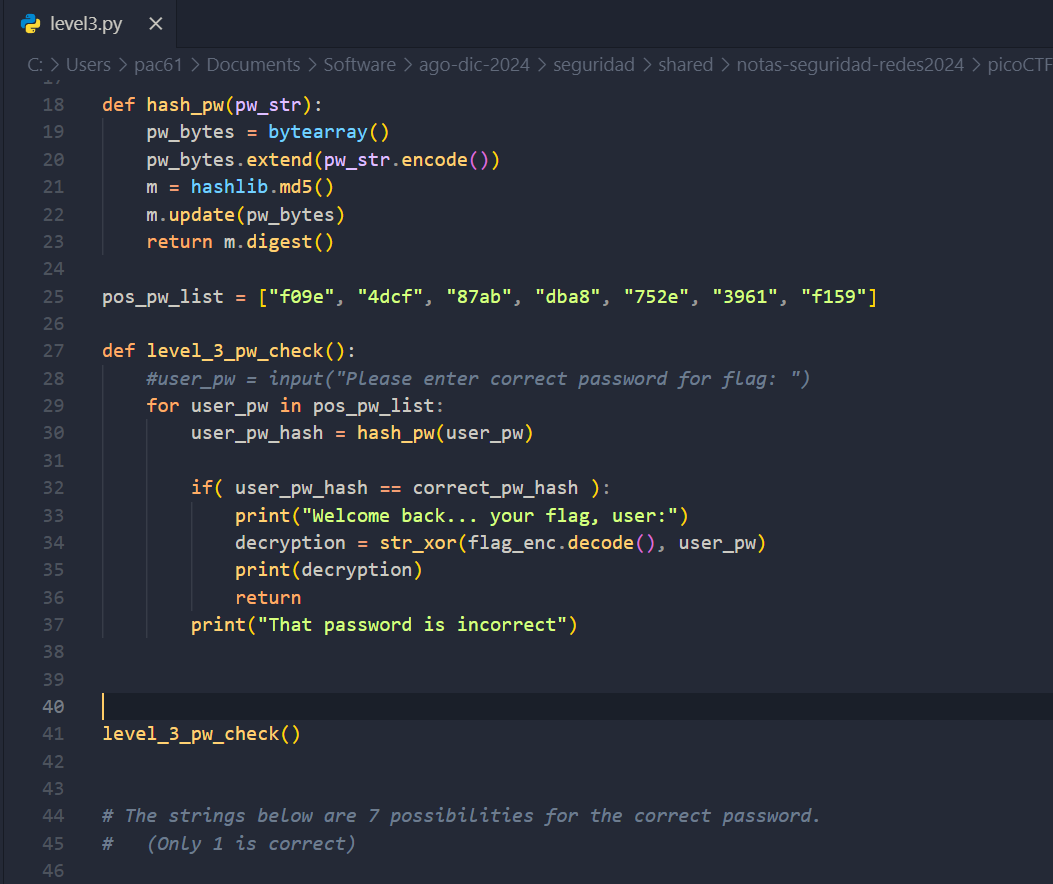 level3.py
C: > Users > pac61 > Documents > Software > ago-dic-2024 > seguridad > shared > notas-seguridad-redes2024 > picoCTF
17
18 def hash_pw(pw_str):
19     pw_bytes = bytearray()
20     pw_bytes.extend(pw_str.encode())
21     m = hashlib.md5()
22     m.update(pw_bytes)
23     return m.digest()
24
25 pos_pw_list = ["f09e", "4dcf", "87ab", "dba8", "752e", "3961", "f159"]
26
27 def level_3_pw_check():
28     #user_pw = input("Please enter correct password for flag: ")
29     for user_pw in pos_pw_list:
30         user_pw_hash = hash_pw(user_pw)
31
32         if( user_pw_hash == correct_pw_hash ):
33             print("Welcome back... your flag, user:")
34             decryption = str_xor(flag_enc.decode(), user_pw)
35             print(decryption)
36             return
37         print("That password is incorrect")
38
39
40
41 level_3_pw_check()
42
43
44 # The strings below are 7 possibilities for the correct password.
45 #   (Only 1 is correct)
46